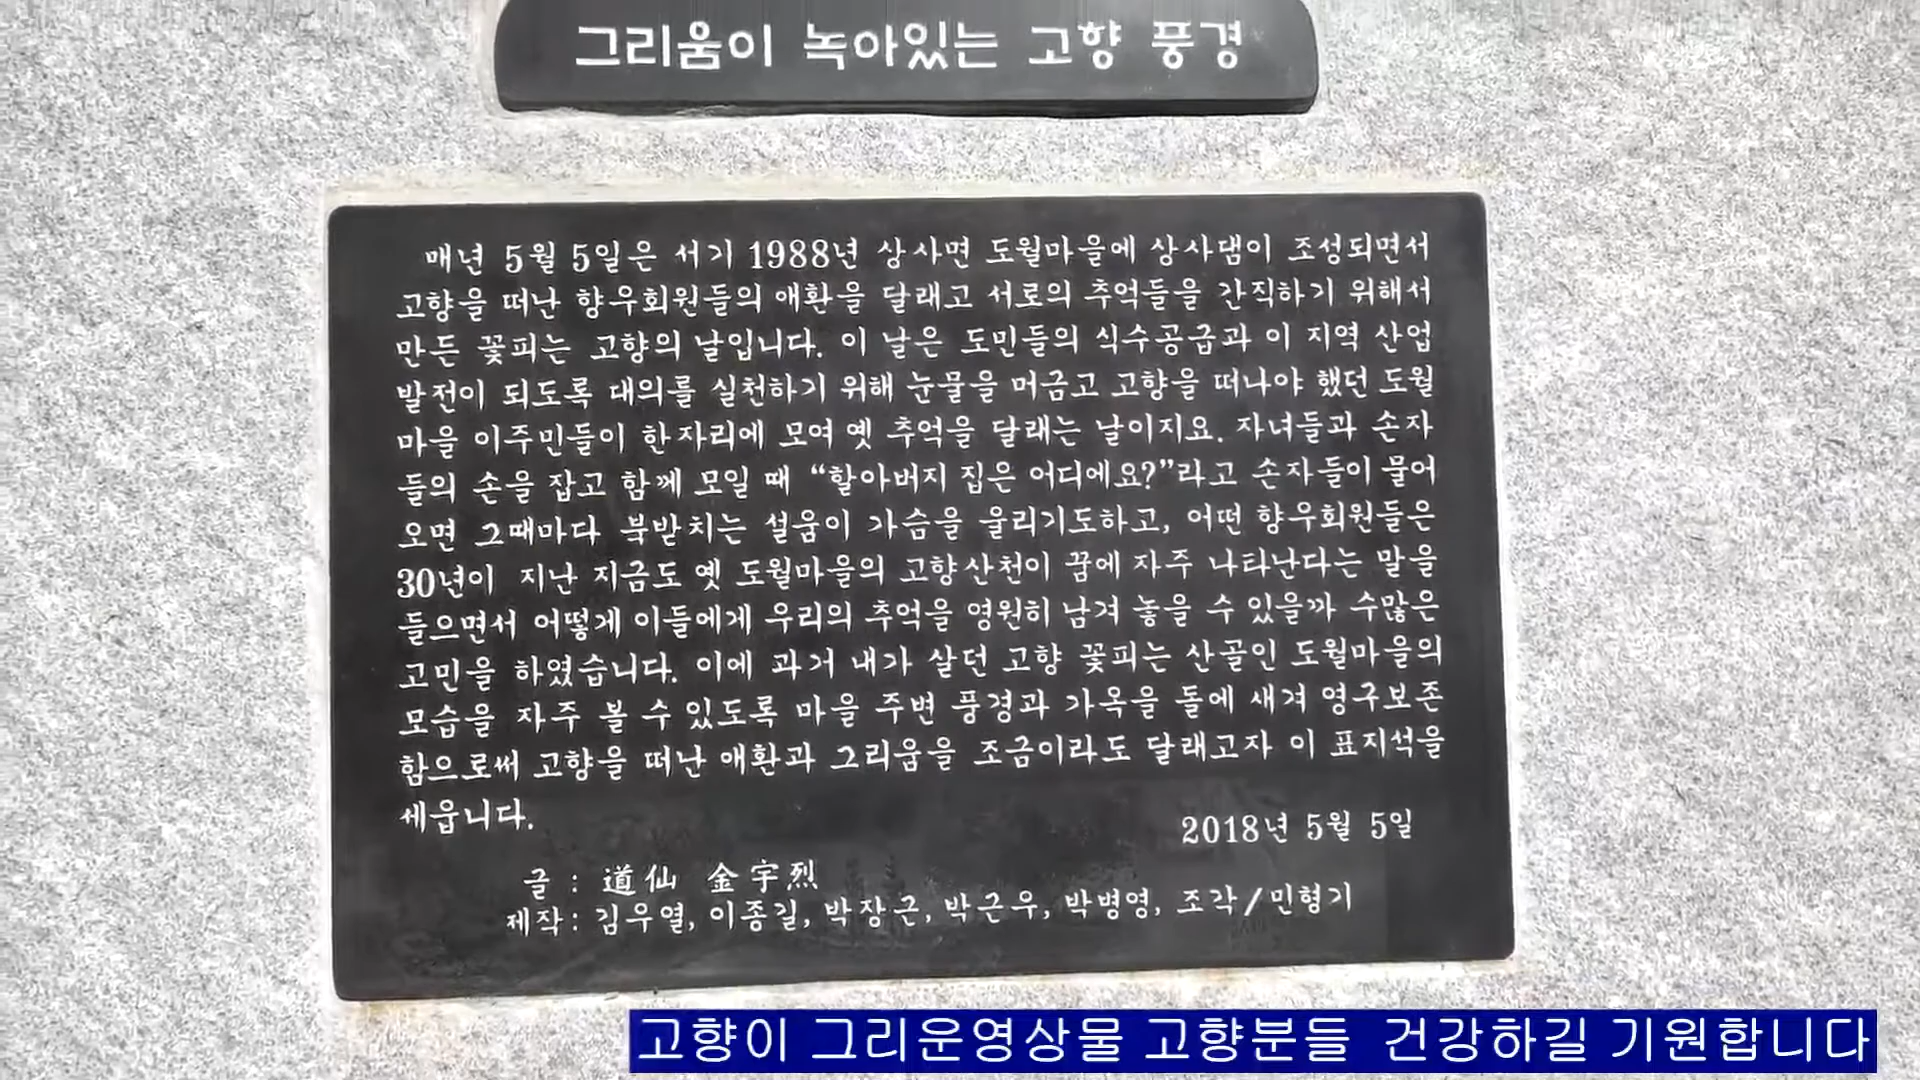 그리움이 녹아있는 고향 풍경
매년 5월 5일은 서기 1988년 상사면 도월마을에 상사댐이 조성되면서
고향을 떠난 향우회원들의 애환을 달래고 서로의 추억들을 간직하기 위해서
만든 꽃피는 고향의 날입니다. 이 날은 도민들의 식수공급과 이 지역 산업
발전이 되도록 대의를 실천하기 위해 눈물을 머금고 고향을 떠나야 했던 도월
마을 이주민들이 한자리에 모여 옛 추억을 달래는 날이지요. 자녀들과 손자
들의 손을 잡고 함께 모일 때 “할아버지 집은 어디에요?”라고 손자들이 물어
오면 그때마다 북받치는 설움이 가슴을 울리기도하고, 어떤 향우회원들은
30년이 지난 지금도 옛 도월마을의 고향산천이 꿈에 자주 나타난다는 말을
들으면서 어떻게 이들에게 우리의 추억을 영원히 남겨 놓을 수 있을까 수많은
고민을 하였습니다. 이에 과거 내가 살던 고향 꽃피는 산골인 도월마을의
모습을 자주 볼 수 있도록 마을 주변 풍경과 가옥을 돌에 새겨 영구보존
함으로써 고향을 떠난 애환과 그리움을 조금이라도 달래고자 이 표지석을
세웁니다.
2018년 5월 5일
글 : 道仙 金宇烈
제작: 김우열, 이종길, 박장근, 박근우, 박병영, 조각/민형기
고향이 그리운영상물 고향분들 건강하길 기원합니다